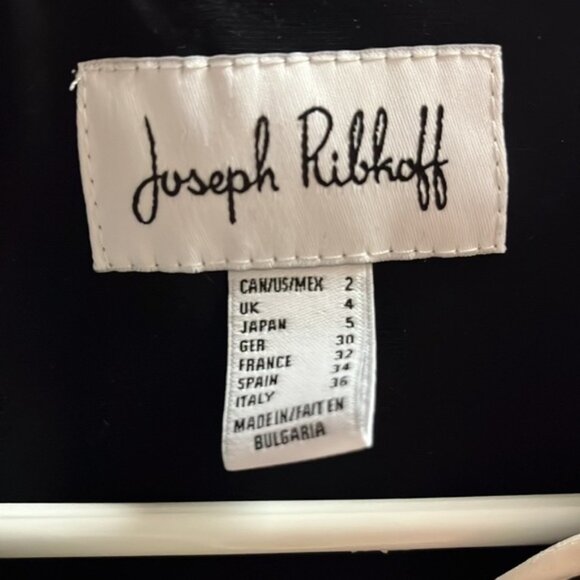 Joseph Ribkoff
CAN/US/MEX 2
UK 4
JAPAN 5
GER 30
FRANCE 32
SPAIN 34
ITALY 36
MADE IN/FAIT EN
BULGARIA